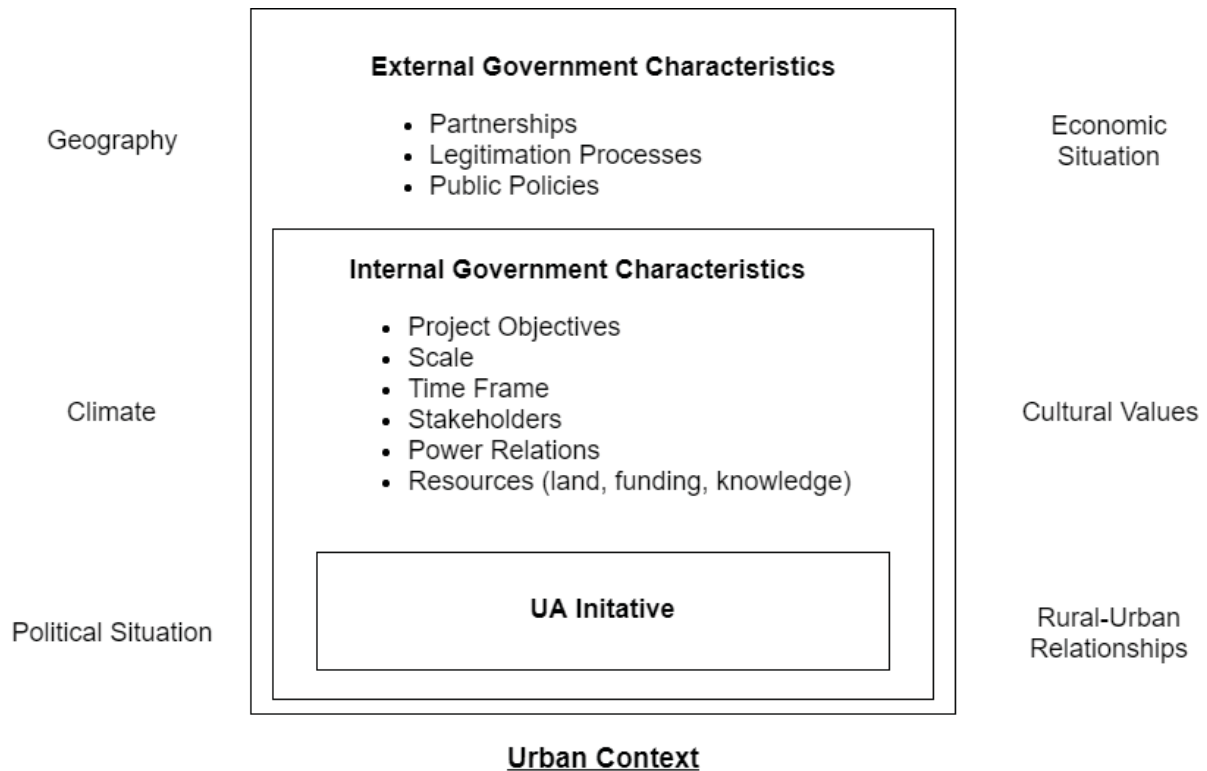 External Government Characteristics
• Partnerships
• Legitimation Processes
• Public Policies
Geography
Economic
Situation
Internal Government Characteristics
• Project Objectives
• Scale
• Time Frame
• Stakeholders
• Power Relations
• Resources (land, funding, knowledge)
Climate
Cultural Values
UA Initative
Political Situation
Rural-Urban
Relationships
Urban Context